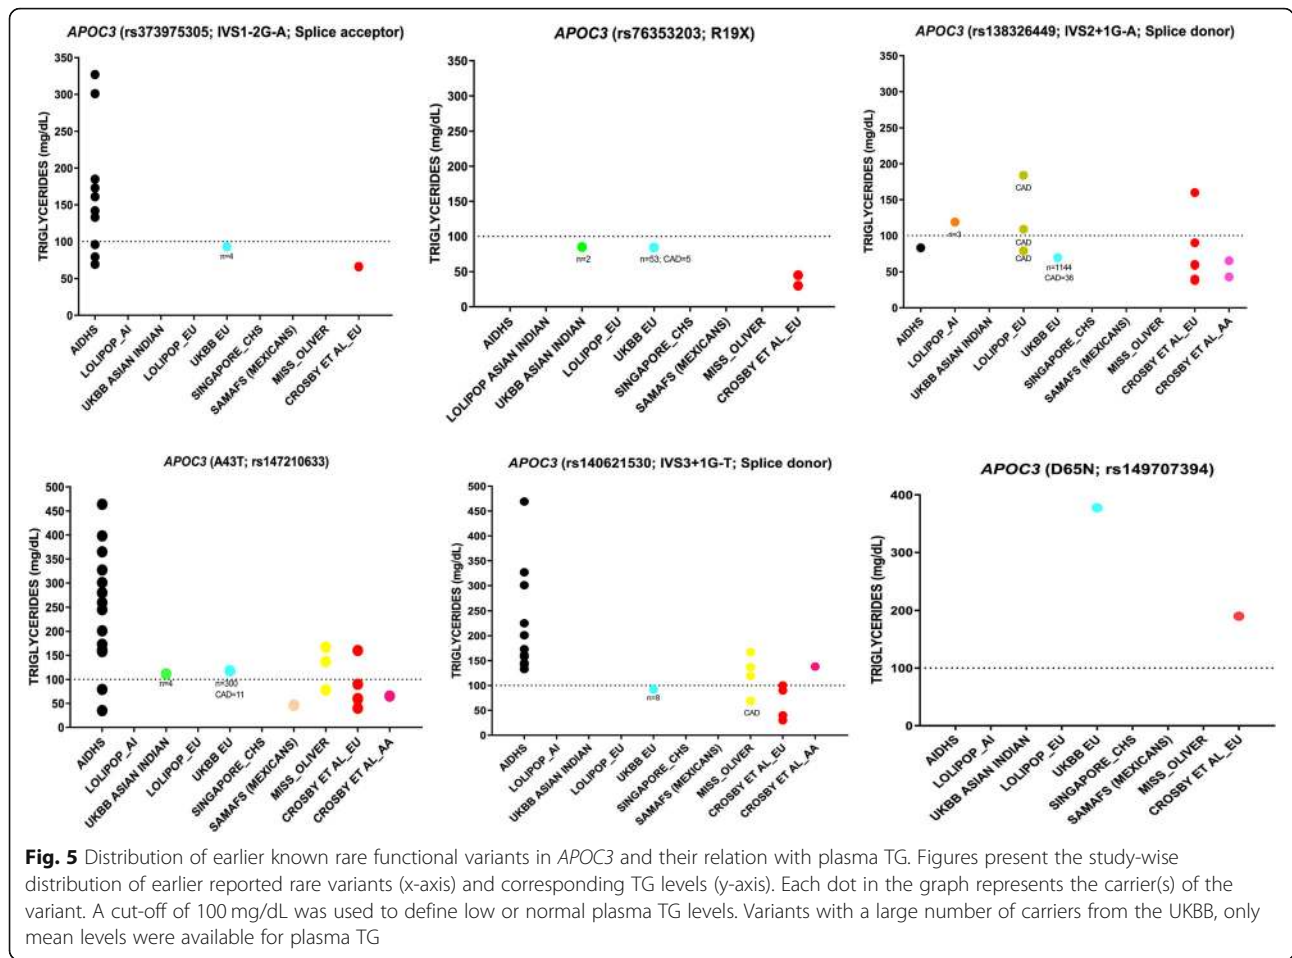 APOC3 (rs373975305; IVS1-2G-A; Splice acceptor)
TRIGLYCERIDES (mg/dL)
350
300
250
200
150
100
50
0
n=4
AIDHS
LOLIPOP_AI
UKBB ASIAN INDIAN
LOLIPOP_EU
UKBB EU
SINGAPORE_CHS
SAMAFS (MEXICANS)
MISS_OLIVER
CROSBY ET AL_EU
APOC3 (rs76353203; R19X)
TRIGLYCERIDES (mg/dL)
350
300
250
200
150
100
50
0
n=2
n=53; CAD=5
AIDHS
LOLIPOP ASIAN INDIAN
UKBB ASIAN INDIAN
LOLIPOP_EU
UKBB EU
SINGAPORE_CHS
SAMAFS (MEXICANS)
MISS_OLIVER
CROSBY ET AL_EU
APOC3 (rs138326449; IVS2+1G-A; Splice donor)
TRIGLYCERIDES (mg/dL)
350
300
250
200
150
100
50
0
n=3
CAD
CAD
CAD
n=1144
CAD=36
AIDHS
LOLIPOP_AI
UKBB ASIAN INDIAN
LOLIPOP_EU
UKBB EU
SINGAPORE_CHS
SAMAFS (MEXICANS)
MISS_OLIVER
CROSBY ET AL_EU
CROSBY ET AL_AA
APOC3 (A43T; rs147210633)
TRIGLYCERIDES (mg/dL)
500
450
400
350
300
250
200
150
100
50
0
n=4
n=300
CAD=11
AIDHS
LOLIPOP_AI
UKBB ASIAN INDIAN
LOLIPOP_EU
UKBB EU
SINGAPORE_CHS
SAMAFS (MEXICANS)
MISS_OLIVER
CROSBY ET AL_EU
CROSBY ET AL_AA
APOC3 (rs140621530; IVS3+1G-T; Splice donor)
TRIGLYCERIDES (mg/dL)
500
450
400
350
300
250
200
150
100
50
0
n=8
CAD
AIDHS
LOLIPOP_AI
UKBB ASIAN INDIAN
LOLIPOP_EU
UKBB EU
SINGAPORE_CHS
SAMAFS (MEXICANS)
MISS_OLIVER
CROSBY ET AL_EU
CROSBY ET AL_AA
APOC3 (D65N; rs149707394)
TRIGLYCERIDES (mg/dL)
400
300
200
100
0
AIDHS
LOLIPOP_AI
UKBB ASIAN INDIAN
LOLIPOP_EU
UKBB EU
SINGAPORE_CHS
SAMAFS (MEXICANS)
MISS_OLIVER
CROSBY ET AL_EU
Fig. 5 Distribution of earlier known rare functional variants in APOC3 and their relation with plasma TG. Figures present the study-wise
distribution of earlier reported rare variants (x-axis) and corresponding TG levels (y-axis). Each dot in the graph represents the carrier(s) of the
variant. A cut-off of 100 mg/dL was used to define low or normal plasma TG levels. Variants with a large number of carriers from the UKBB, only
mean levels were available for plasma TG